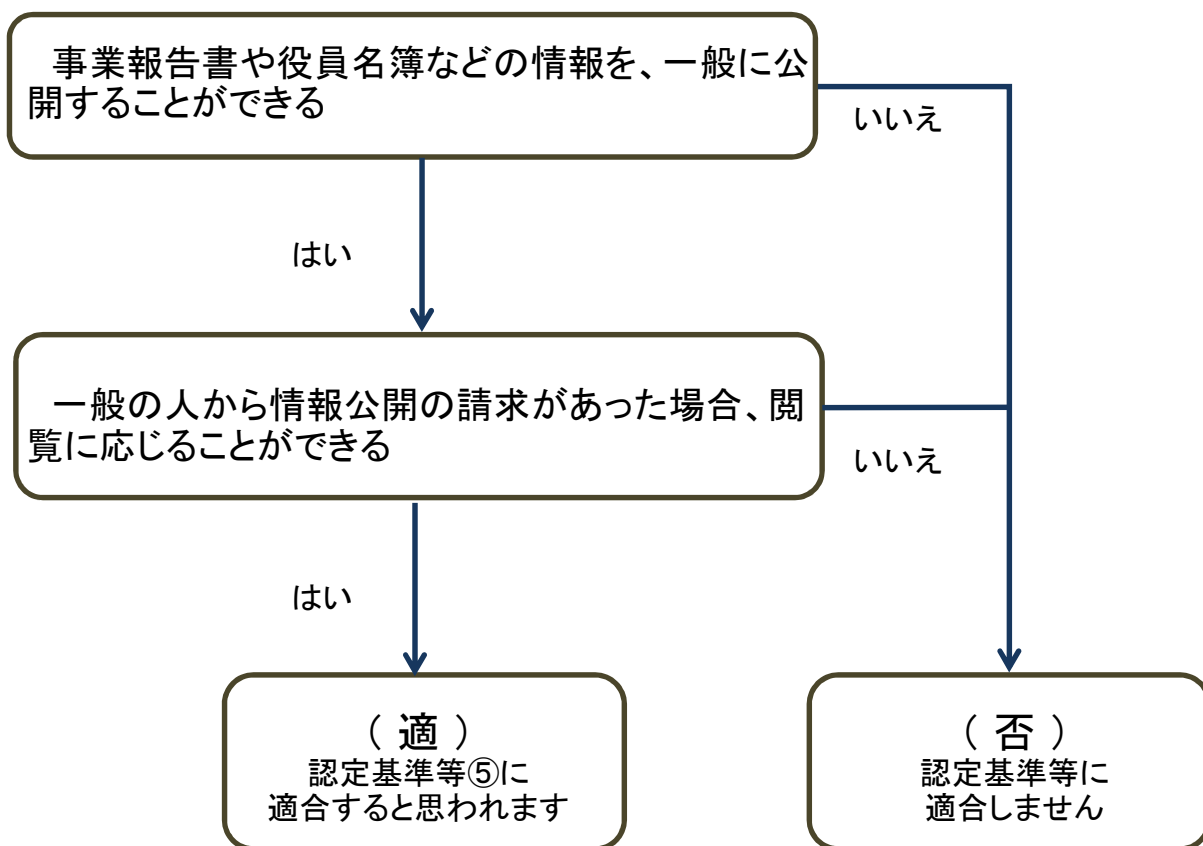 事業報告書や役員名簿などの情報を、一般に公
開することができる
いいえ
はい
一般の人から情報公開の請求があった場合、閲
覧に応じることができる
いいえ
はい
（ 適 ）
認定基準等⑤に
適合すると思われます
（ 否 ）
認定基準等に
適合しません